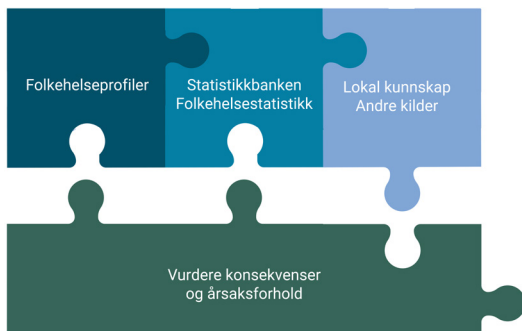 Folkehelseprofiler
Statistikkbanken
Folkehelsestatistikk
Lokal kunnskap
Andre kilder
Vurdere konsekvenser
og årsaksforhold